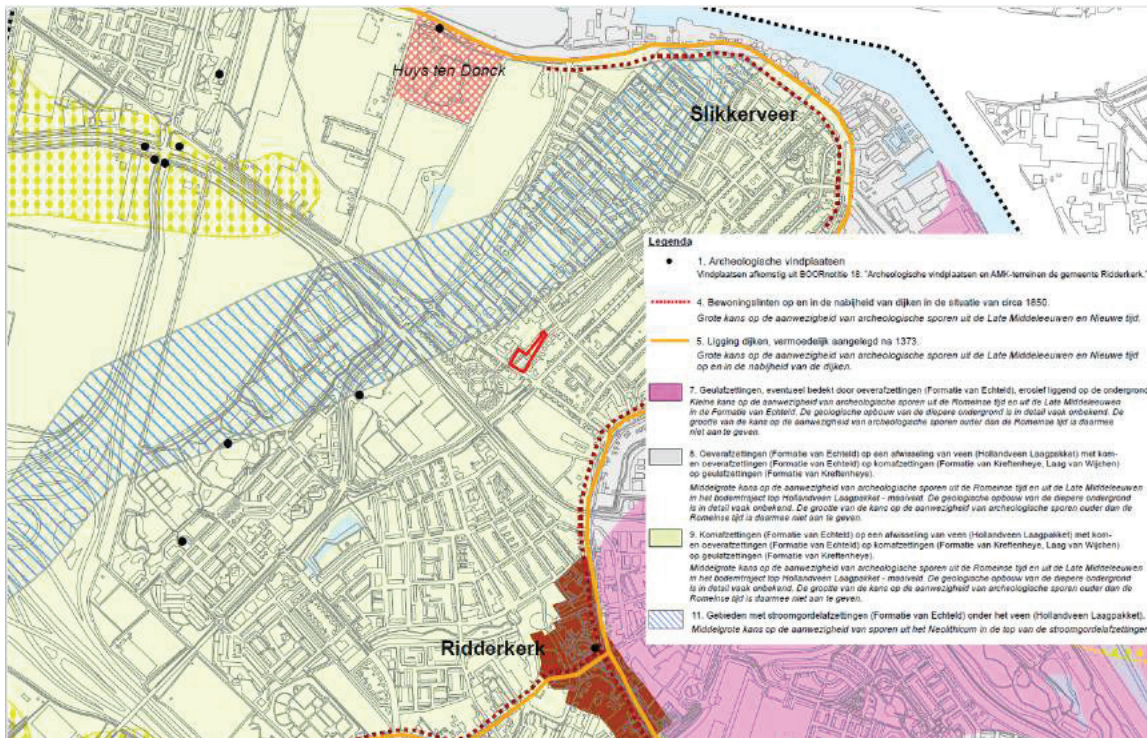 Huys ten Donck
Slikkerveer
Ridderkerk
Legenda
1. Archeologische vindplaatsen
Vindplaatsen afkomstig uit BOORnotitie 18. "Archeologische vindplaatsen en AMK-terreinen de gemeente Ridderkerk."
4. Bewoningslinten op en in de nabijheid van dijken in de situatie van circa 1850.
Grote kans op de aanwezigheid van archeologische sporen uit de Late Middeleeuwen en Nieuwe tijd.
5. Ligging dijken, vermoedelijk aangelegd na 1373.
Grote kans op de aanwezigheid van archeologische sporen uit de Late Middeleeuwen en Nieuwe tijd
op en in de nabijheid van de dijken.
7. Geulafzettingen, eventueel bedekt door oeverafzettingen (Formatie van Echteld), erosief liggend op de ondergrond
Kleine kans op de aanwezigheid van archeologische sporen uit de Romeinse tijd en uit de Late Middeleeuwen
in de Formatie van Echteld. De geologische opbouw van de diepere ondergrond is in detail vaak onbekend. De
grootte van de kans op de aanwezigheid van archeologische sporen ouder dan de Romeinse tijd is daarmee
niet aan te geven.
8. Oeverafzettingen (Formatie van Echteld) op een afwisseling van veen (Hollandveen Laagpakket) met kom-
en oeverafzettingen (Formatie van Echteld) op komafzettingen (Formatie van Kreftenheye, Laag van Wijchen)
op geulafzettingen (Formatie van Kreftenheye).
Middelgrote kans op de aanwezigheid van archeologische sporen uit de Romeinse tijd en uit de Late Middeleeuwen
in het bodemtraject top Hollandveen Laagpakket - maaiveld. De geologische opbouw van de diepere ondergrond
is in detail vaak onbekend. De grootte van de kans op de aanwezigheid van archeologische sporen ouder dan de
Romeinse tijd is daarmee niet aan te geven.
9. Komafzettingen (Formatie van Echteld) op een afwisseling van veen (Hollandveen Laagpakket) met kom-
en oeverafzettingen (Formatie van Echteld) op komafzettingen (Formatie van Kreftenheye, Laag van Wijchen)
op geulafzettingen (Formatie van Kreftenheye).
Middelgrote kans op de aanwezigheid van archeologische sporen uit de Romeinse tijd en uit de Late Middeleeuwen
in het bodemtraject top Hollandveen Laagpakket - maaiveld. De geologische opbouw van de diepere ondergrond
is in detail vaak onbekend. De grootte van de kans op de aanwezigheid van archeologische sporen ouder dan de
Romeinse tijd is daarmee niet aan te geven.
11. Gebieden met stroomgordelafzettingen (Formatie van Echteld) onder het veen (Hollandveen Laagpakket).
Middelgrote kans op de aanwezigheid van sporen uit het Neolithicum in de top van de stroomgordelafzettingen